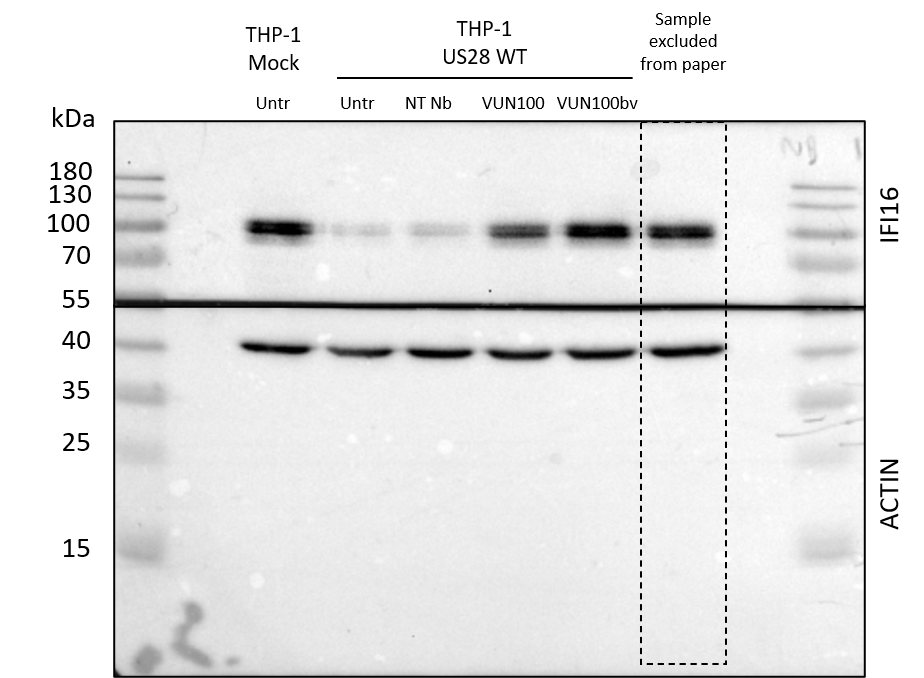 THP-1
Mock
THP-1
US28 WT
Sample
excluded
from paper
Untr
Untr
NT Nb
VUN100
VUN100bv
kDa
180
130
100
70
55
40
35
25
15
IFI16
ACTIN